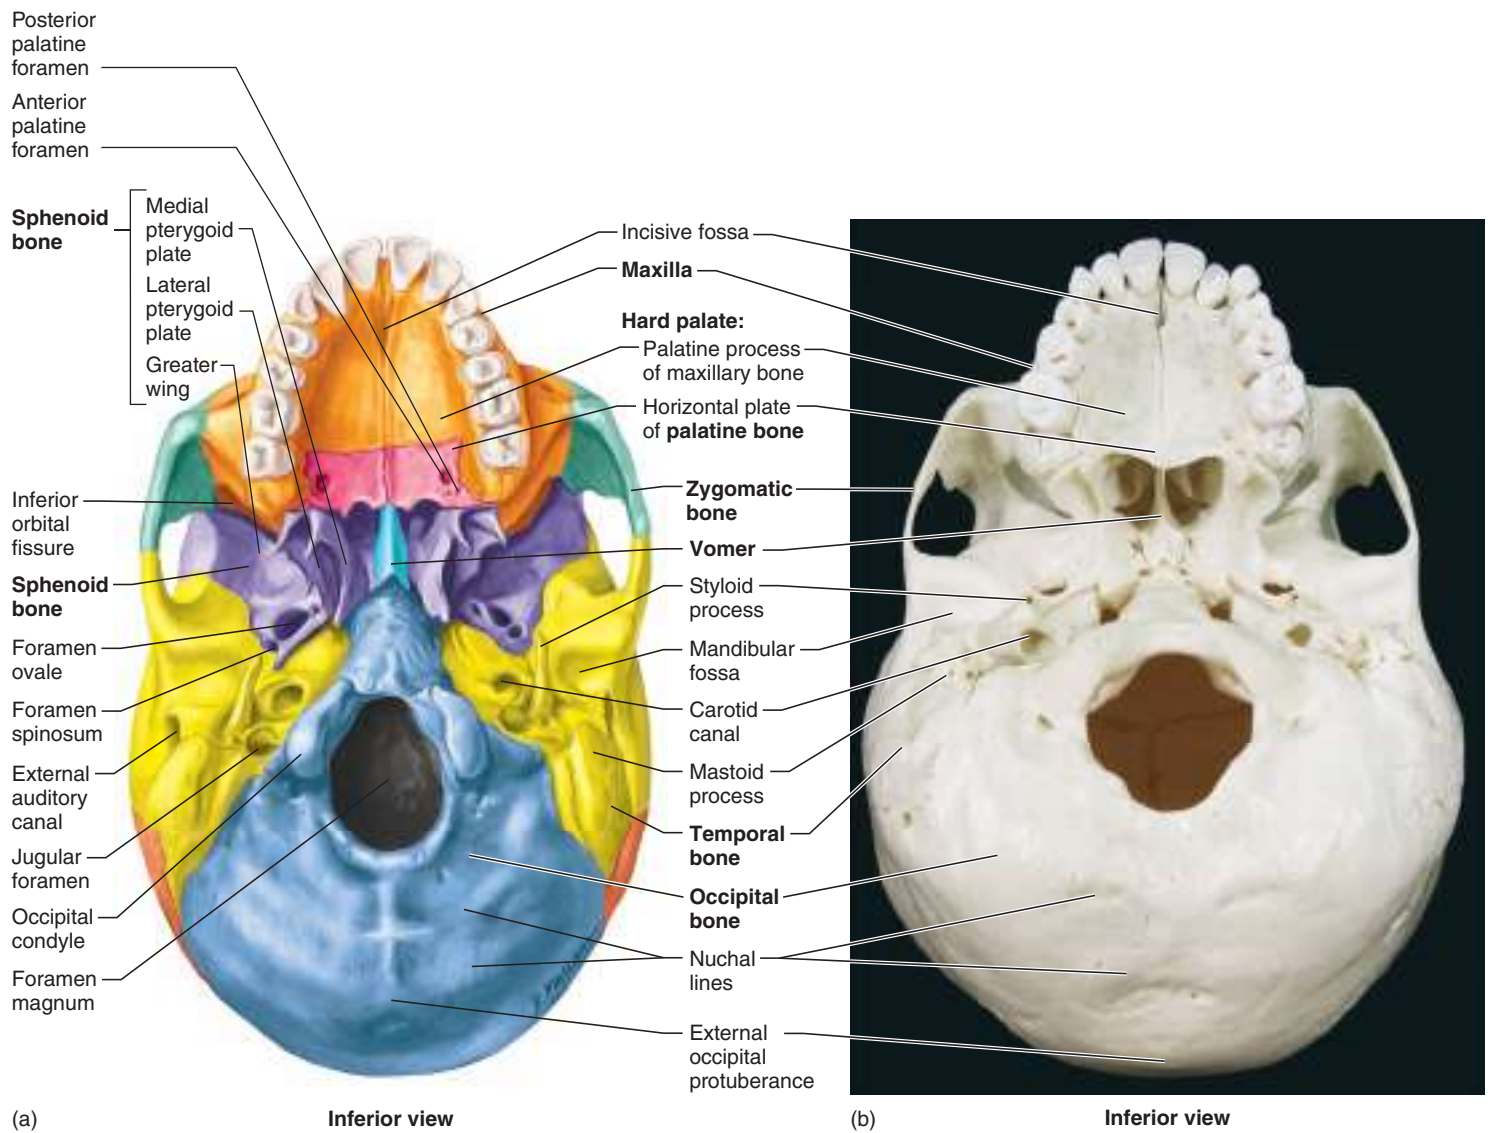 Posterior
palatine
foramen
Anterior
palatine
foramen
Sphenoid
bone
Medial
pterygoid
plate
Lateral
pterygoid
plate
Greater
wing
Inferior
orbital
fissure
Sphenoid
bone
Foramen
ovale
Foramen
spinosum
External
auditory
canal
Jugular
foramen
Occipital
condyle
Foramen
magnum
Incisive fossa
Maxilla
Hard palate:
Palatine process
of maxillary bone
Horizontal plate
of palatine bone
Zygomatic
bone
Vomer
Styloid
process
Mandibular
fossa
Carotid
canal
Mastoid
process
Temporal
bone
Occipital
bone
Nuchal
lines
External
occipital
protuberance
(a)
Inferior view
(b)
Inferior view